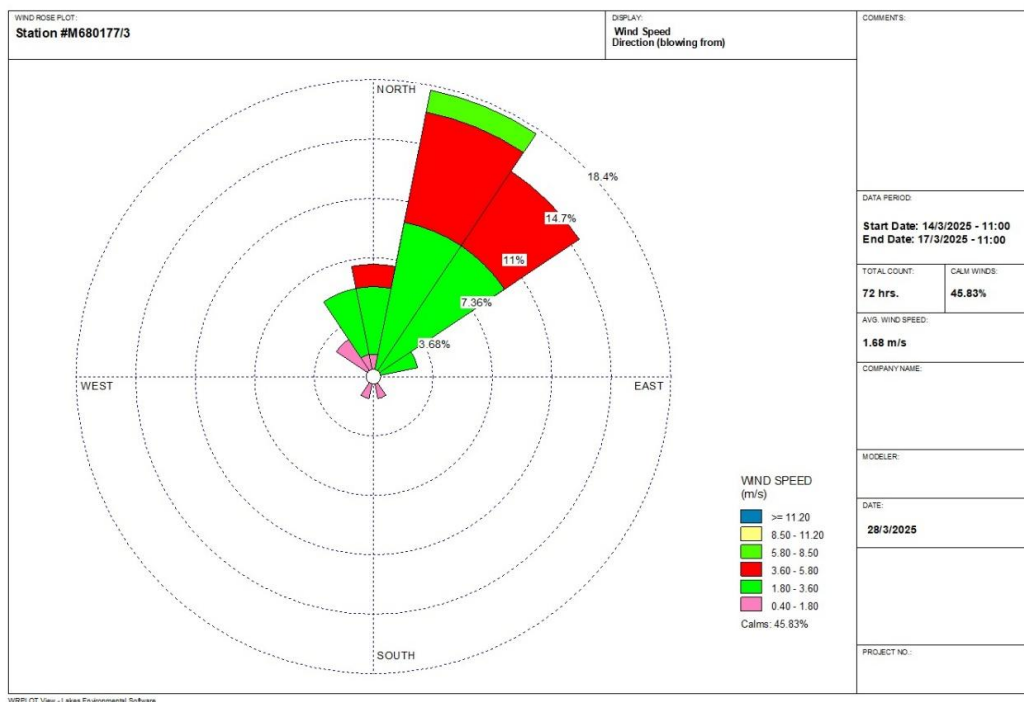 WIND ROSE PLOT:
Station #M680177/3
DISPLAY:
Wind Speed
Direction (blowing from)
COMMENTS:
NORTH
18.4%
14.7%
11%
7.36%
3.68%
WEST
EAST
SOUTH
WIND SPEED
(m/s)
>= 11.20
8.50 - 11.20
5.80 - 8.50
3.60 - 5.80
1.80 - 3.60
0.40 - 1.80
Calms: 45.83%
DATA PERIOD:
Start Date: 14/3/2025 - 11:00
End Date: 17/3/2025 - 11:00
TOTAL COUNT:
72 hrs.
CALM WINDS:
45.83%
AVG. WIND SPEED:
1.68 m/s
COMPANY NAME:
MODELER:
DATE:
28/3/2025
PROJECT NO.:
WRPLOT View - Lakes Environmental Software